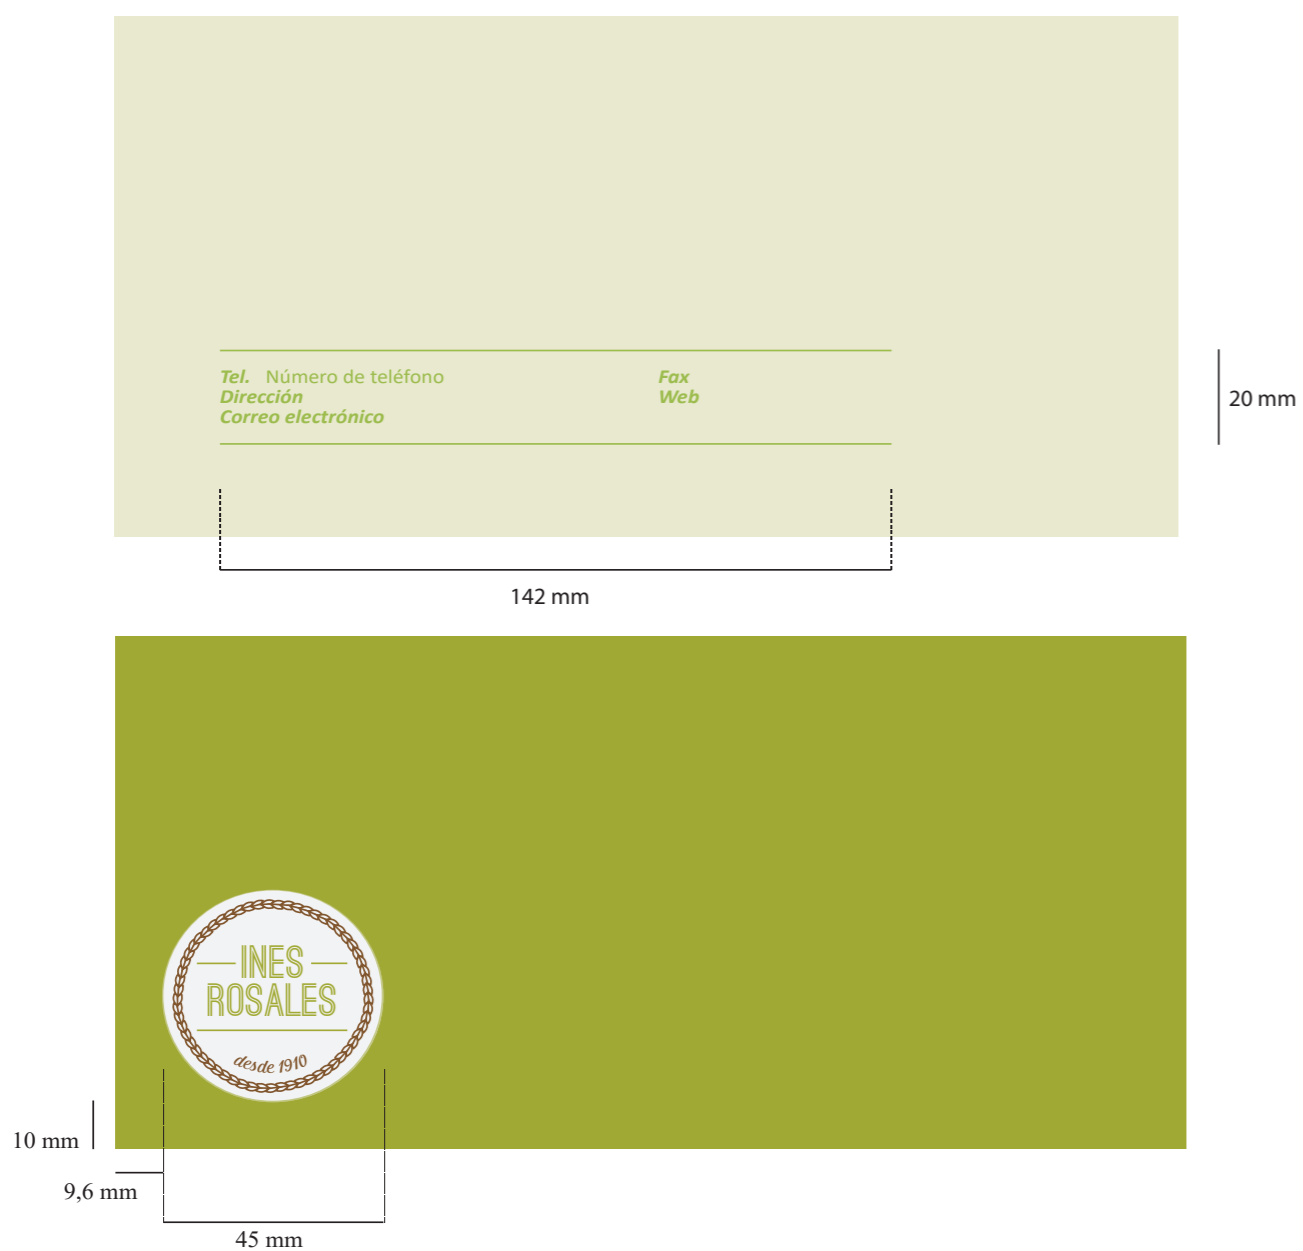 Tel. Número de teléfono Fax
Dirección Web
Correo electrónico
20 mm
142 mm
INES
ROSALES
desde 1910
10 mm
9,6 mm
45 mm